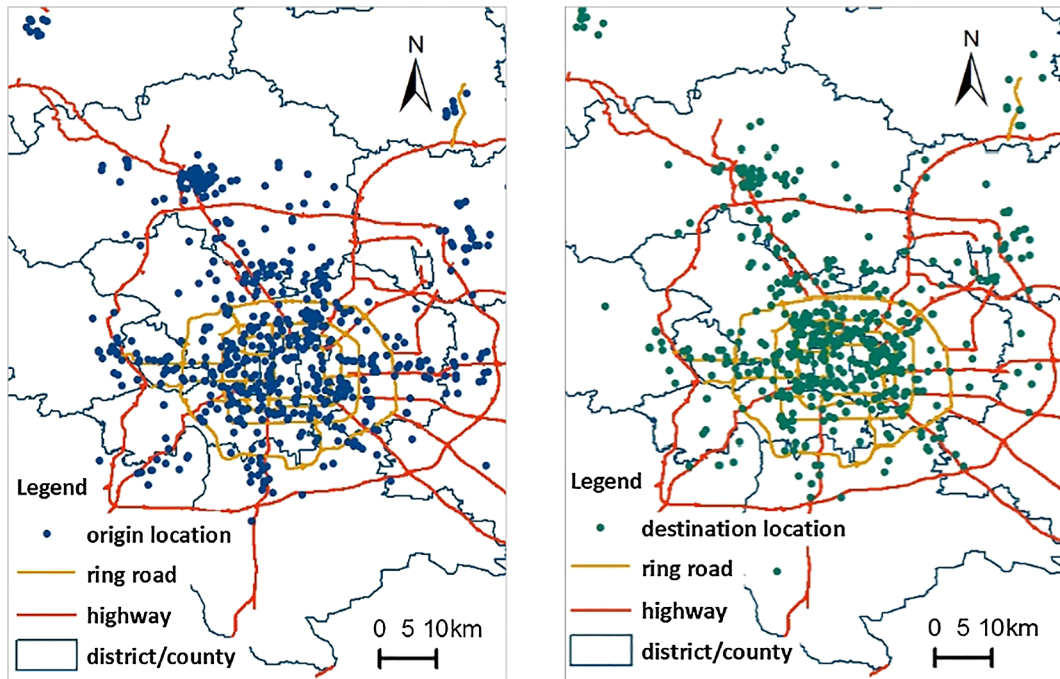 N
Legend
origin location
ring road
highway
district/county
0 5 10km
N
Legend
destination location
ring road
highway
district/county
0 5 10km